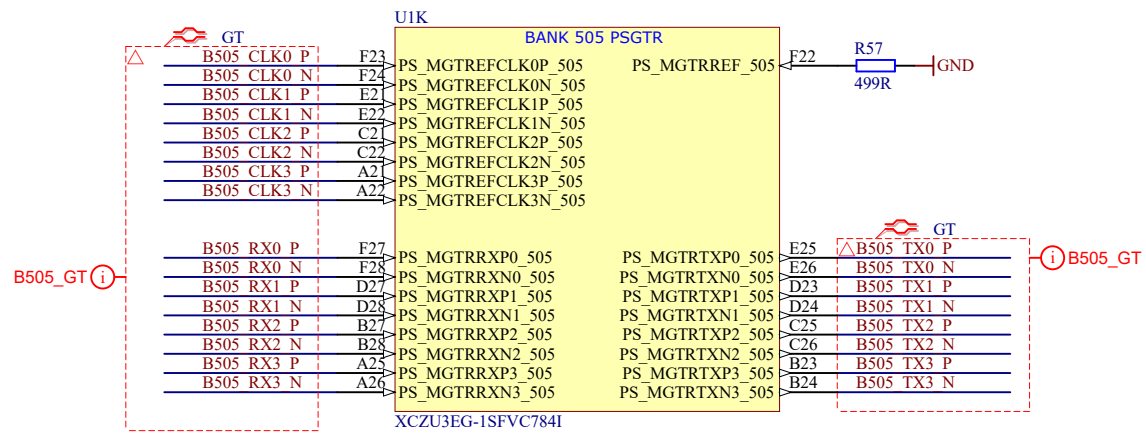 U1K
BANK 505 PSGTR
GT
B505_CLK0_P F23 PS_MGTREFCLK0P_505
B505_CLK0_N F24 PS_MGTREFCLK0N_505
B505_CLK1_P E21 PS_MGTREFCLK1P_505
B505_CLK1_N E22 PS_MGTREFCLK1N_505
B505_CLK2_P C21 PS_MGTREFCLK2P_505
B505_CLK2_N C22 PS_MGTREFCLK2N_505
B505_CLK3_P A21 PS_MGTREFCLK3P_505
B505_CLK3_N A22 PS_MGTREFCLK3N_505
PS_MGTRREF_505 F22 R57 GND
499R
B505_GT i
B505_RX0_P F27 PS_MGTRRXP0_505
B505_RX0_N F28 PS_MGTRRXN0_505
B505_RX1_P D27 PS_MGTRRXP1_505
B505_RX1_N D28 PS_MGTRRXN1_505
B505_RX2_P B27 PS_MGTRRXP2_505
B505_RX2_N B28 PS_MGTRRXN2_505
B505_RX3_P A25 PS_MGTRRXP3_505
B505_RX3_N A26 PS_MGTRRXN3_505
GT
PS_MGTRTXP0_505 E25 B505_TX0_P
PS_MGTRTXN0_505 E26 B505_TX0_N
PS_MGTRTXP1_505 D23 B505_TX1_P
PS_MGTRTXN1_505 D24 B505_TX1_N
PS_MGTRTXP2_505 C25 B505_TX2_P
PS_MGTRTXN2_505 C26 B505_TX2_N
PS_MGTRTXP3_505 B23 B505_TX3_P
PS_MGTRTXN3_505 B24 B505_TX3_N
i B505_GT
XCZU3EG-1SFVC784I